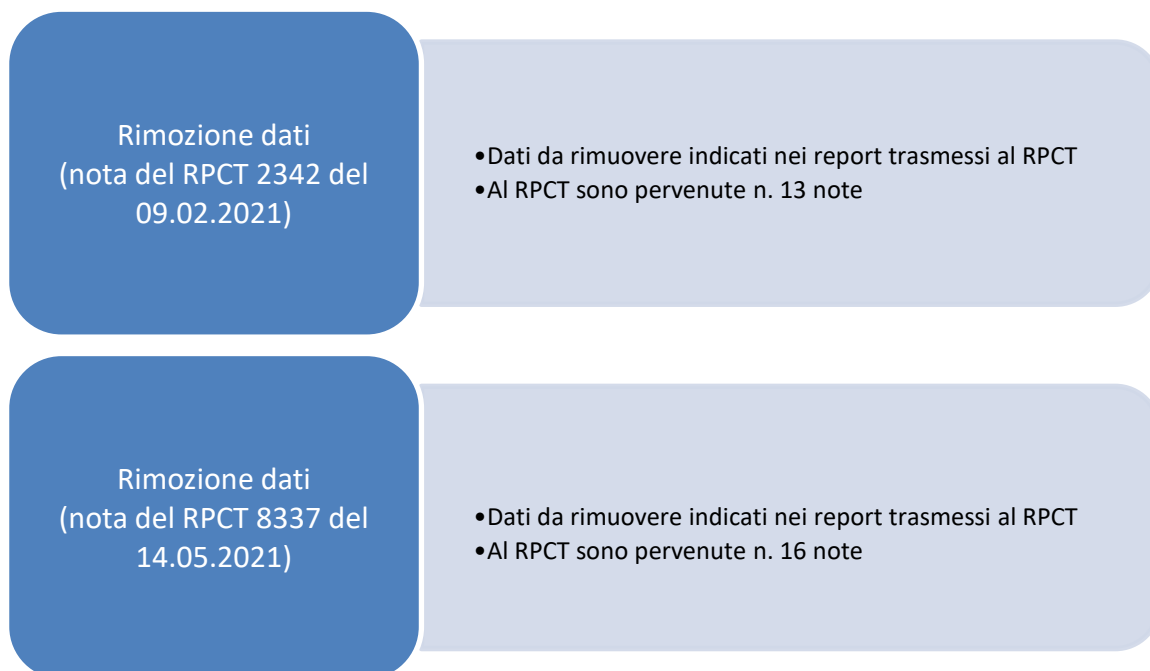 Rimozione dati
(nota del RPCT 2342 del
09.02.2021)
•Dati da rimuovere indicati nei report trasmessi al RPCT
•Al RPCT sono pervenute n. 13 note
Rimozione dati
(nota del RPCT 8337 del
14.05.2021)
•Dati da rimuovere indicati nei report trasmessi al RPCT
•Al RPCT sono pervenute n. 16 note